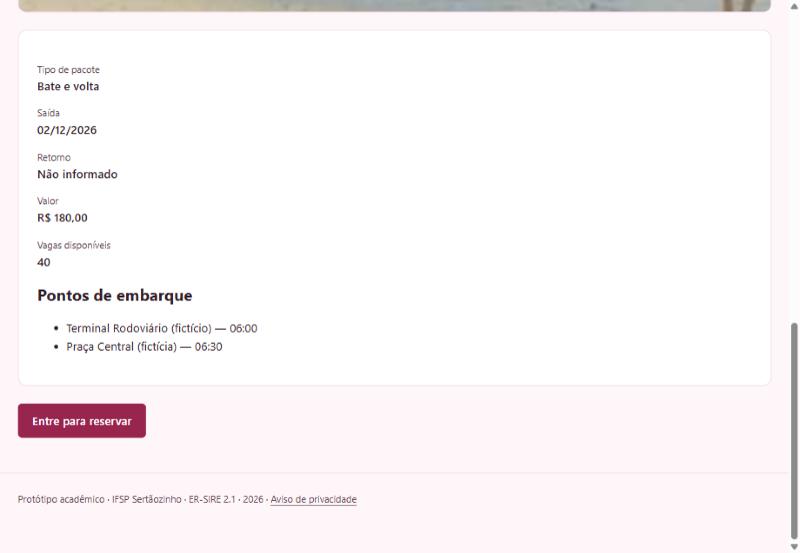 Tipo de pacote
Bate e volta
Saída
02/12/2026
Retorno
Não informado
Valor
R$ 180,00
Vagas disponíveis
40
Pontos de embarque
• Terminal Rodoviário (fictício) — 06:00
• Praça Central (fictícia) — 06:30
Entre para reservar
Protótipo acadêmico · IFSP Sertãozinho · ER-SIRE 2.1 · 2026 · Aviso de privacidade